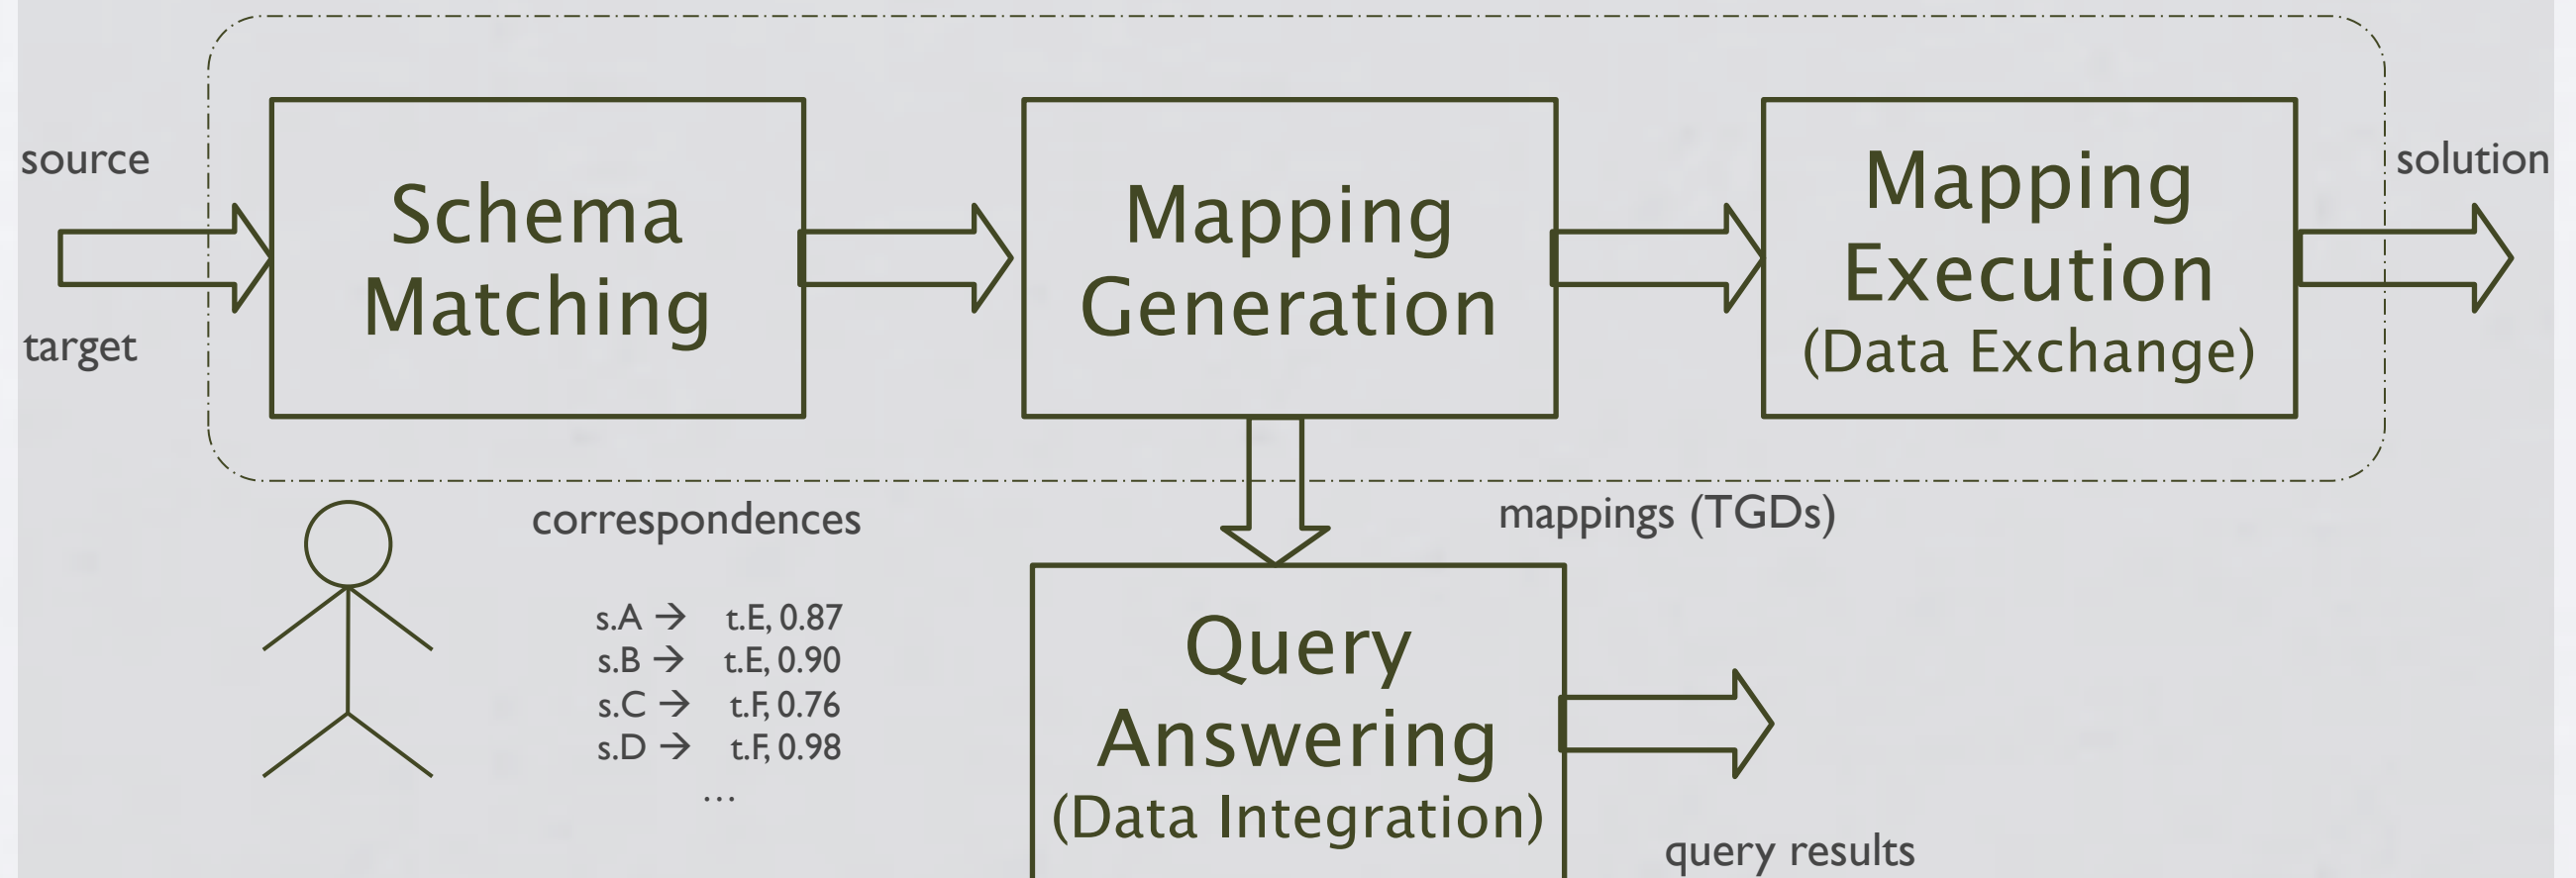 source
target
Schema
Matching
Mapping
Generation
Mapping
Execution
(Data Exchange)
solution
correspondences
s.A → t.E, 0.87
s.B → t.E, 0.90
s.C → t.F, 0.76
s.D → t.F, 0.98
…
mappings (TGDs)
Query
Answering
(Data Integration)
query results